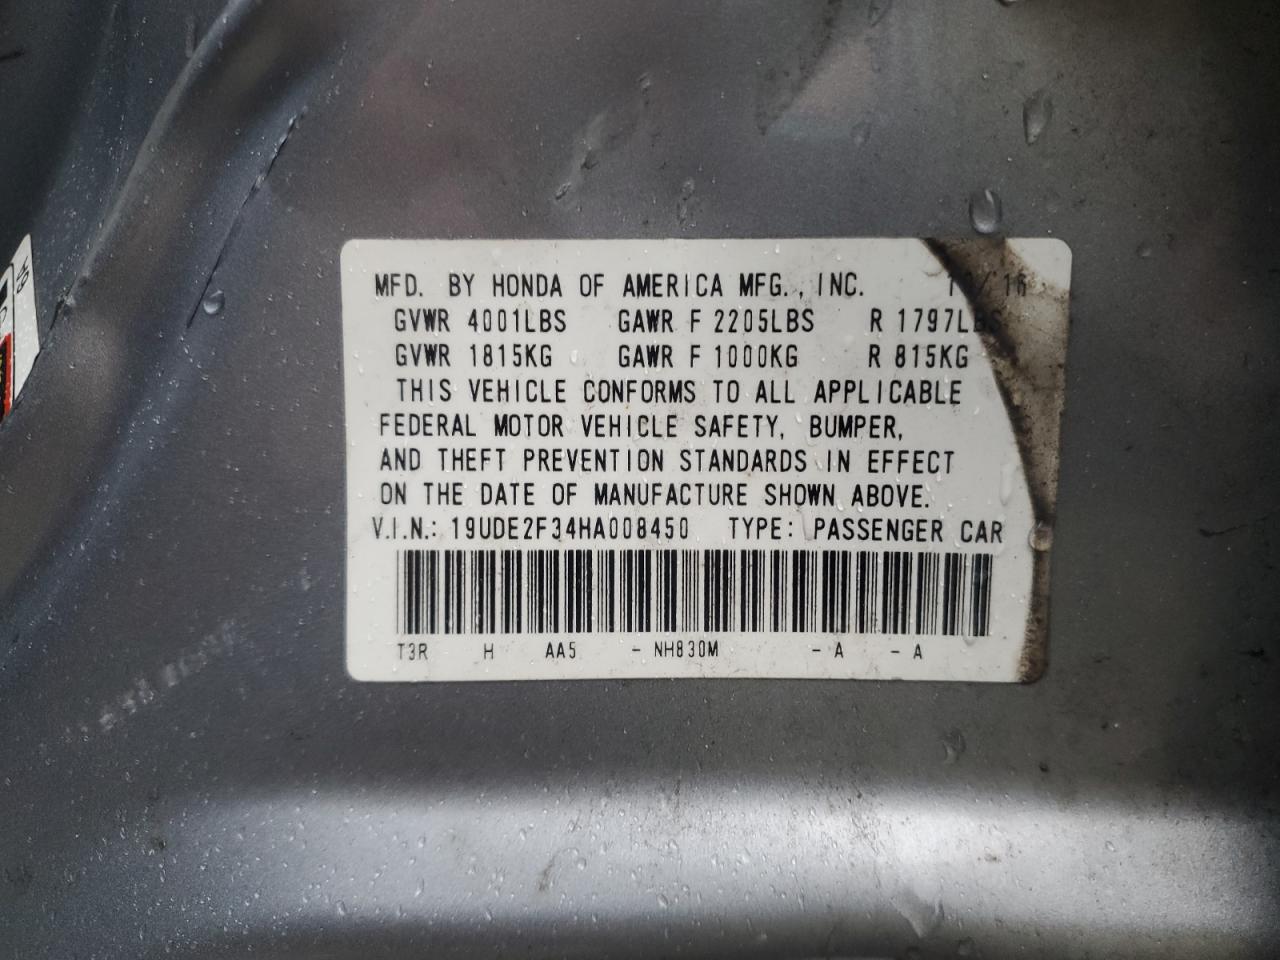 MFD. BY HONDA OF AMERICA MFG., INC.
GVWR 4001LBS GAWR F 2205LBS R 1797LBS
GVWR 1815KG GAWR F 1000KG R 815KG
THIS VEHICLE CONFORMS TO ALL APPLICABLE
FEDERAL MOTOR VEHICLE SAFETY, BUMPER,
AND THEFT PREVENTION STANDARDS IN EFFECT
ON THE DATE OF MANUFACTURE SHOWN ABOVE.
V.I.N.: 19UDE2F34HA008450 TYPE: PASSENGER CAR
T3R H AA5 - NH830M - A - A